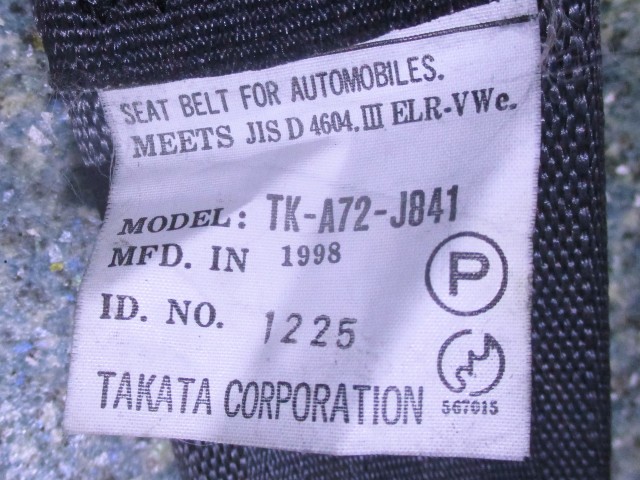 SEAT BELT FOR AUTOMOBILES.
MEETS JIS D 4604. III ELR-VWe.
MODEL: TK-A72-J841
MFD. IN 1998
P
ID. NO. 1225
TAKATA CORPORATION
567015